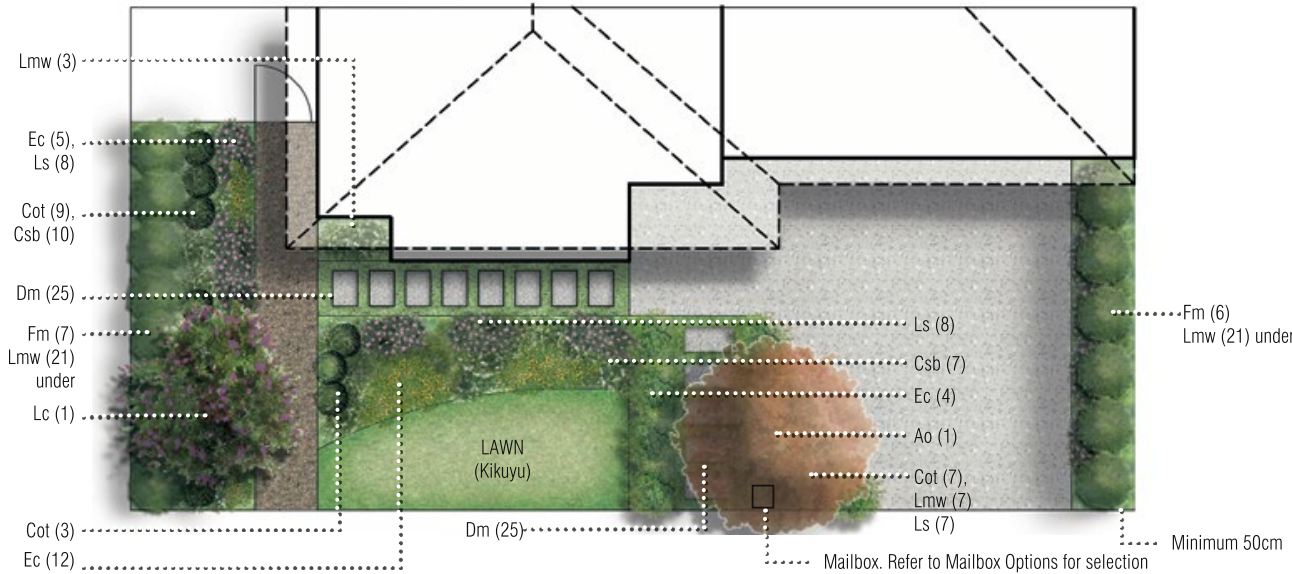 Lmw (3)
Ec (5),
Ls (8)
Cot (9),
Csb (10)
Dm (25)
Fm (7)
Lmw (21)
under
Lc (1)
Cot (3)
Ec (12)
LAWN
(Kikuyu)
Dm (25)
Ls (8)
Csb (7)
Ec (4)
Ao (1)
Cot (7),
Lmw (7)
Ls (7)
Mailbox. Refer to Mailbox Options for selection
Fm (6)
Lmw (21) under
Minimum 50cm